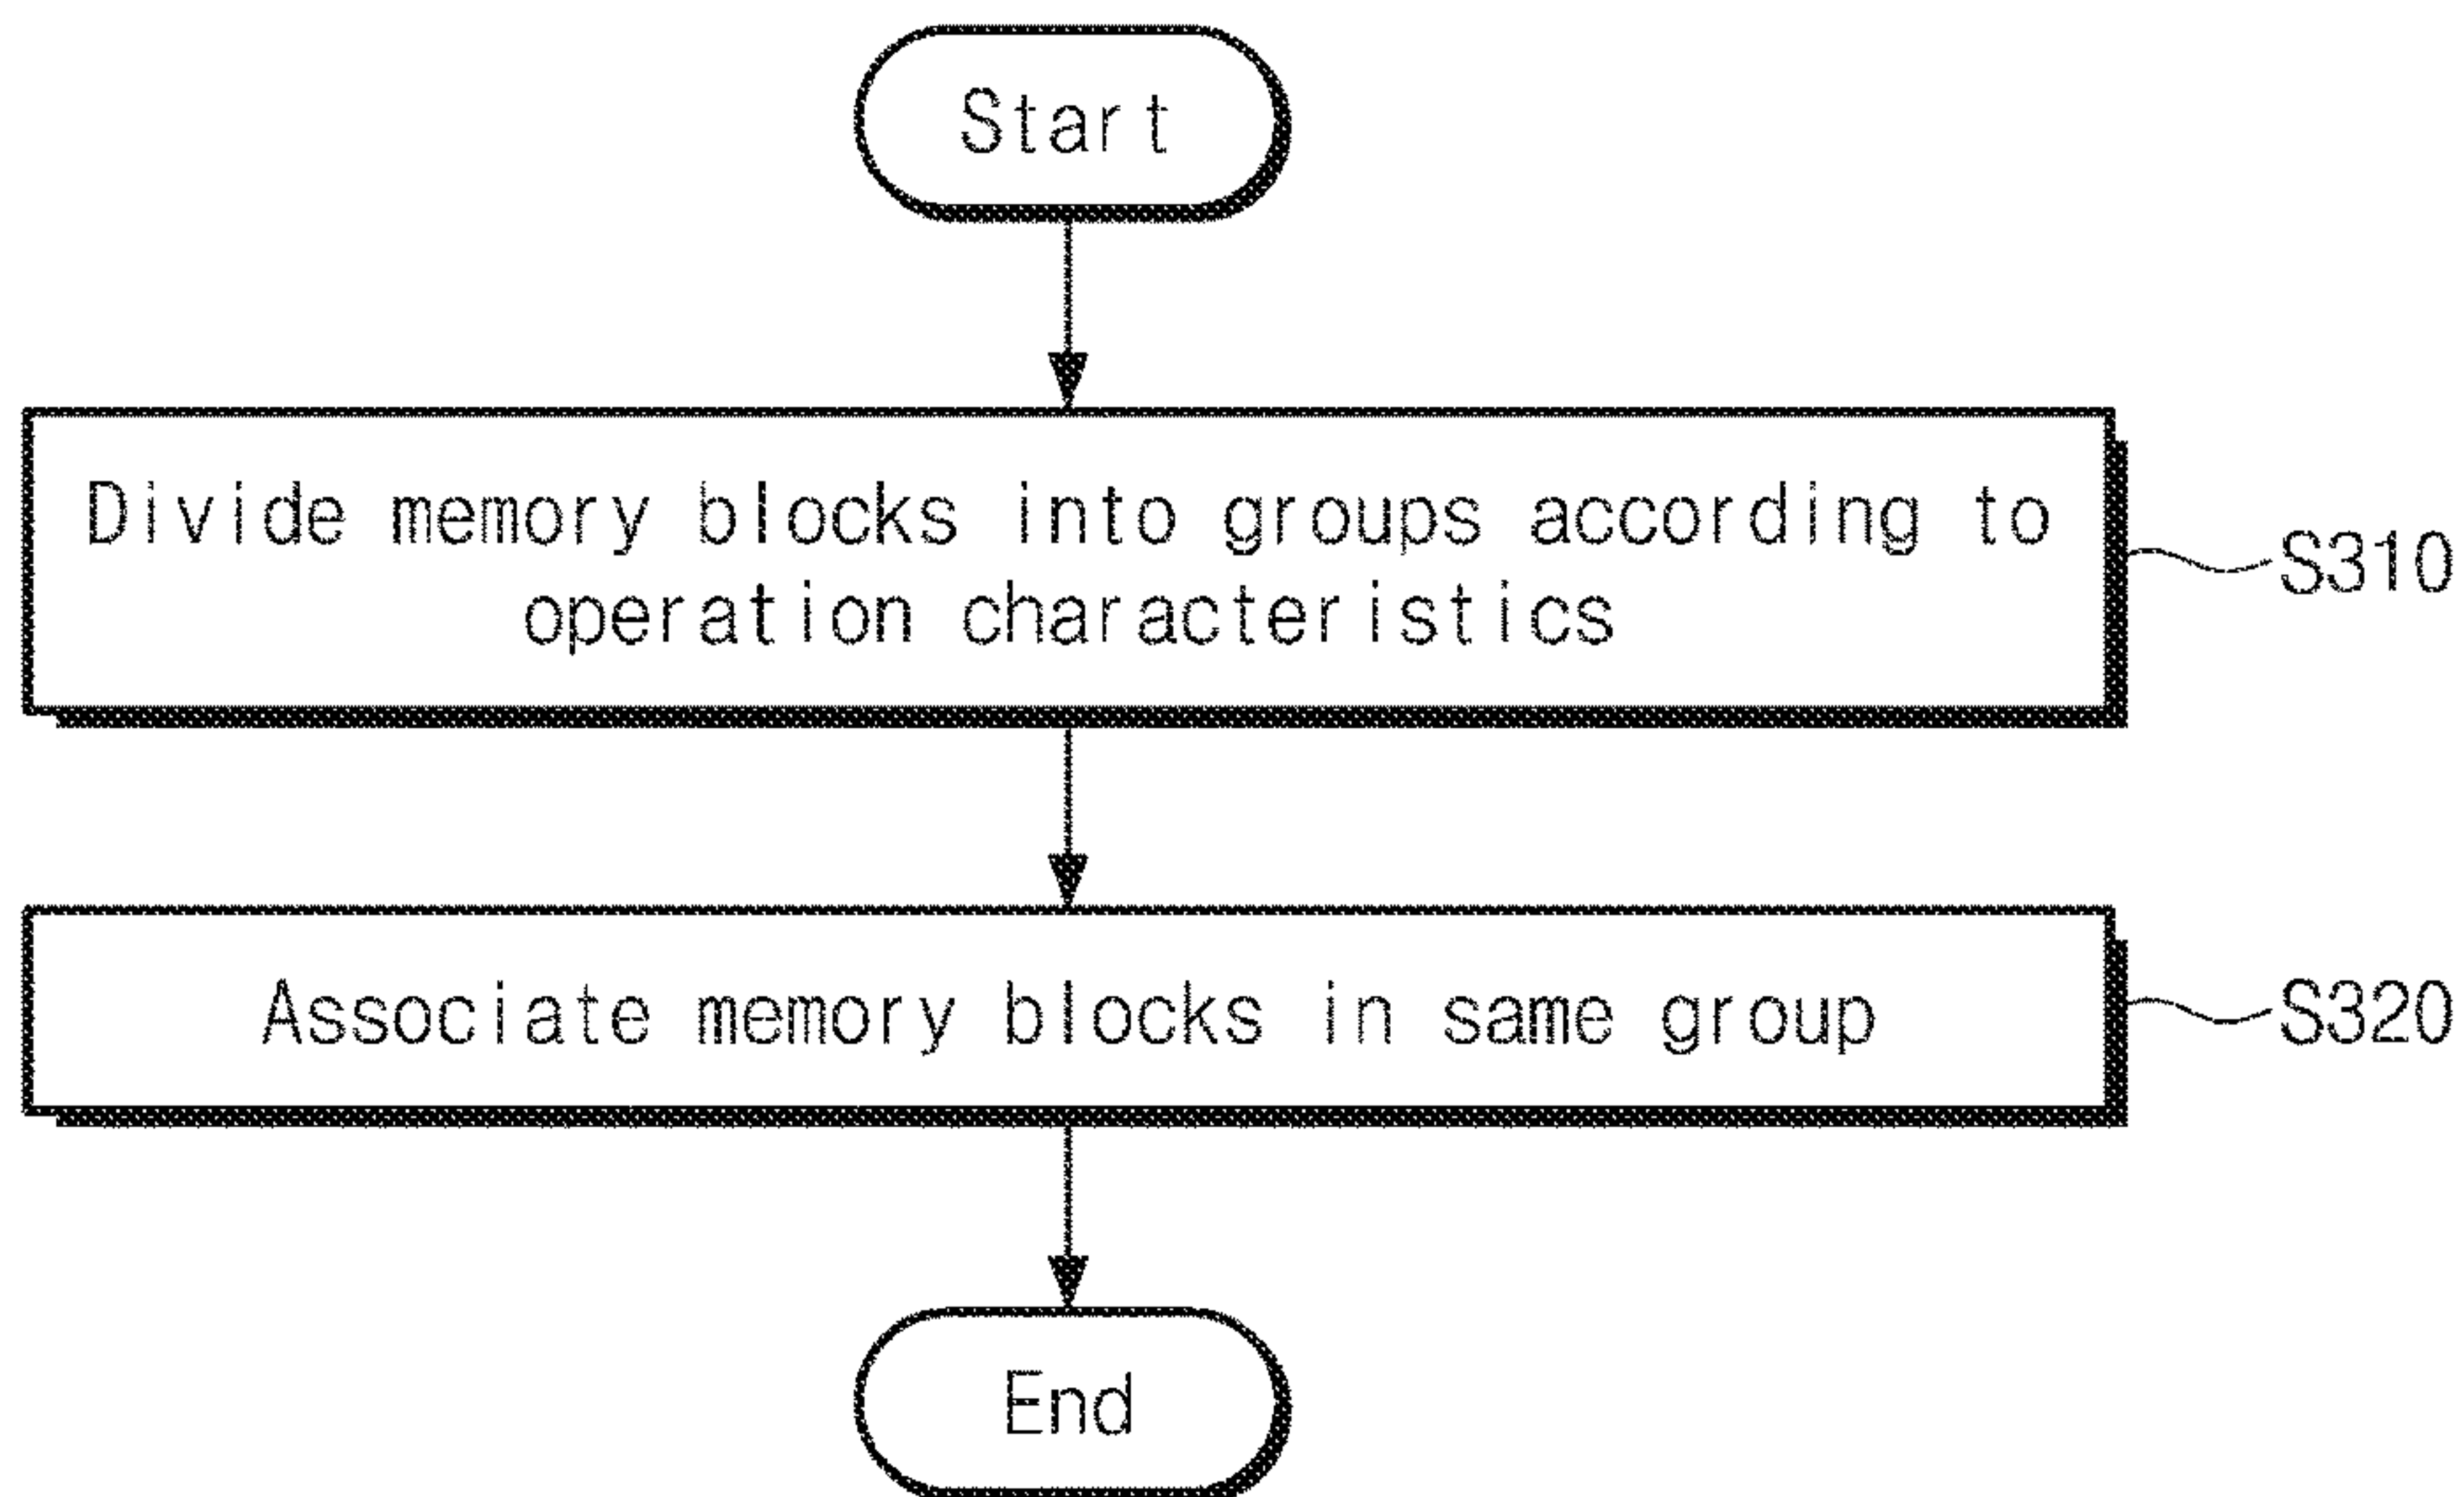 Start
Divide memory blocks into groups according to
operation characteristics
S310
Associate memory blocks in same group
S320
End